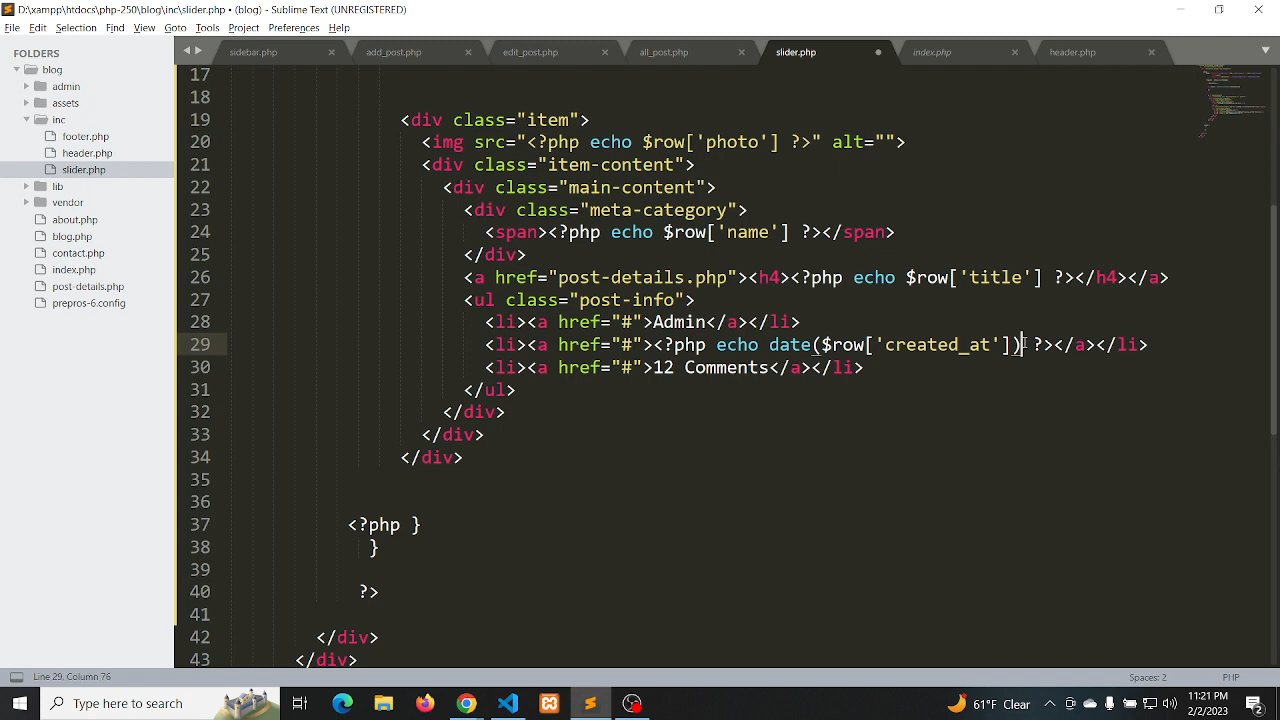 D:\xampp\htdocs\php-250\blog\inc\slider.php • (blog) - Sublime Text (UNREGISTERED)
File Edit Selection Find View Goto Tools Project Preferences Help
FOLDERS
blog
admin
assets
inc
footer.php
header.php
slider.php
lib
vendor
about.php
blog.php
contact.php
index.php
post-details.php
prepros-6.config
sidebar.php add_post.php edit_post.php all_post.php slider.php index.php header.php
17
18
19 <div class="item">
20 <img src="<?php echo $row['photo'] ?>" alt="">
21 <div class="item-content">
22 <div class="main-content">
23 <div class="meta-category">
24 <span><?php echo $row['name'] ?></span>
25 </div>
26 <a href="post-details.php"><h4><?php echo $row['title'] ?></h4></a>
27 <ul class="post-info">
28 <li><a href="#">Admin</a></li>
29 <li><a href="#"><?php echo date($row['created_at']) ?></a></li>
30 <li><a href="#">12 Comments</a></li>
31 </ul>
32 </div>
33 </div>
34 </div>
35
36
37 <?php }
38 }
39
40 ?>
41
42 </div>
43 </div>
Line 29, Column 76 Spaces: 2 PHP
Type here to search 61°F Clear 11:21 PM
2/2/2023 2